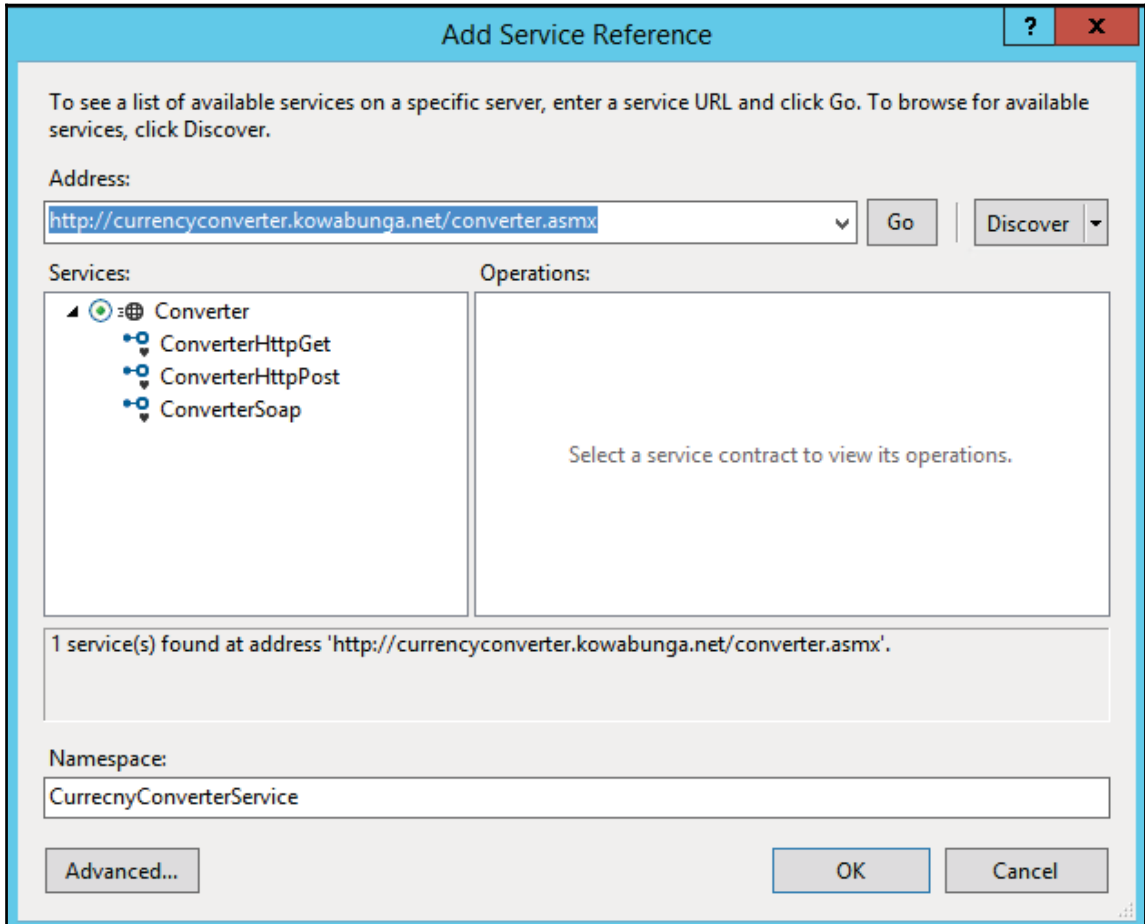 Add Service Reference
?
x
To see a list of available services on a specific server, enter a service URL and click Go. To browse for available
services, click Discover.
Address:
http://currencyconverter.kowabunga.net/converter.asmx
Go
Discover
Services:
Operations:
Converter
ConverterHttpGet
ConverterHttpPost
ConverterSoap
Select a service contract to view its operations.
1 service(s) found at address 'http://currencyconverter.kowabunga.net/converter.asmx'.
Namespace:
CurrecnyConverterService
Advanced...
OK
Cancel